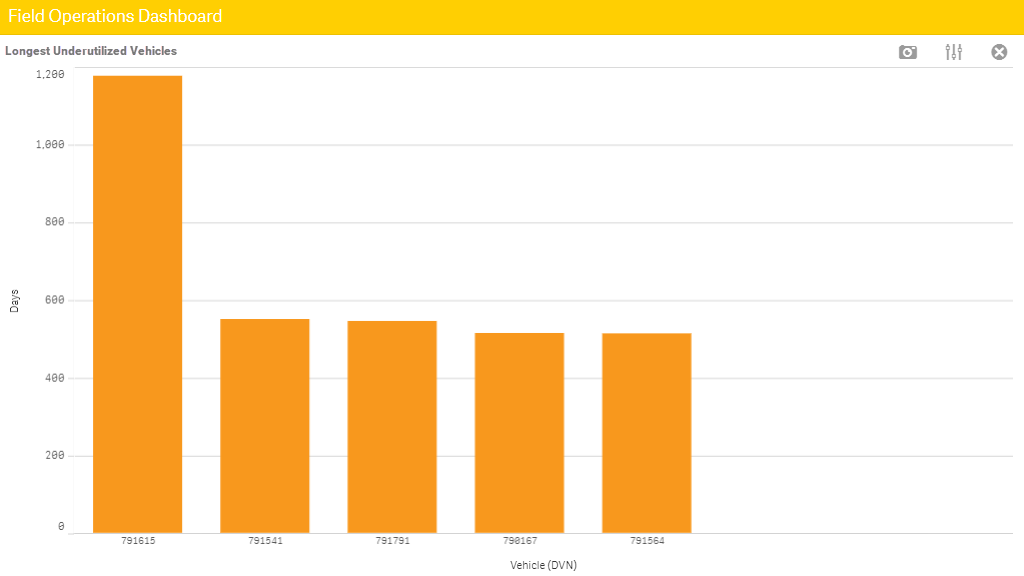 Field Operations Dashboard
Longest Underutilized Vehicles
1,200
1,000
800
600
400
200
0
Days
791615 791541 791791 790167 791564
Vehicle (DVN)